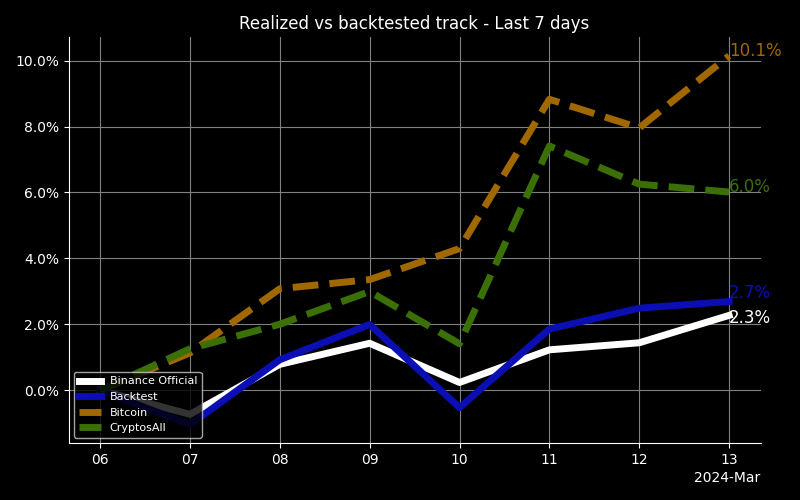 Realized vs backtested track - Last 7 days
10.0%
8.0%
6.0%
4.0%
2.0%
0.0%
10.1%
6.0%
2.7%
2.3%
Binance Official
Backtest
Bitcoin
CryptosAll
06 07 08 09 10 11 12 13
2024-Mar